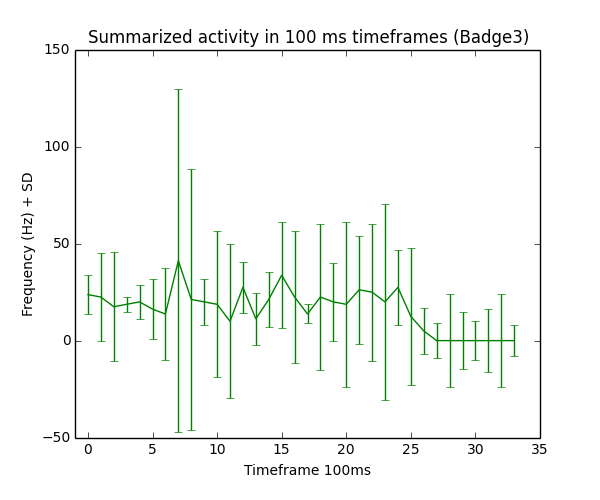 Summarized activity in 100 ms timeframes (Badge3)
150
100
50
0
−50
Frequency (Hz) + SD
0 5 10 15 20 25 30 35
Timeframe 100ms